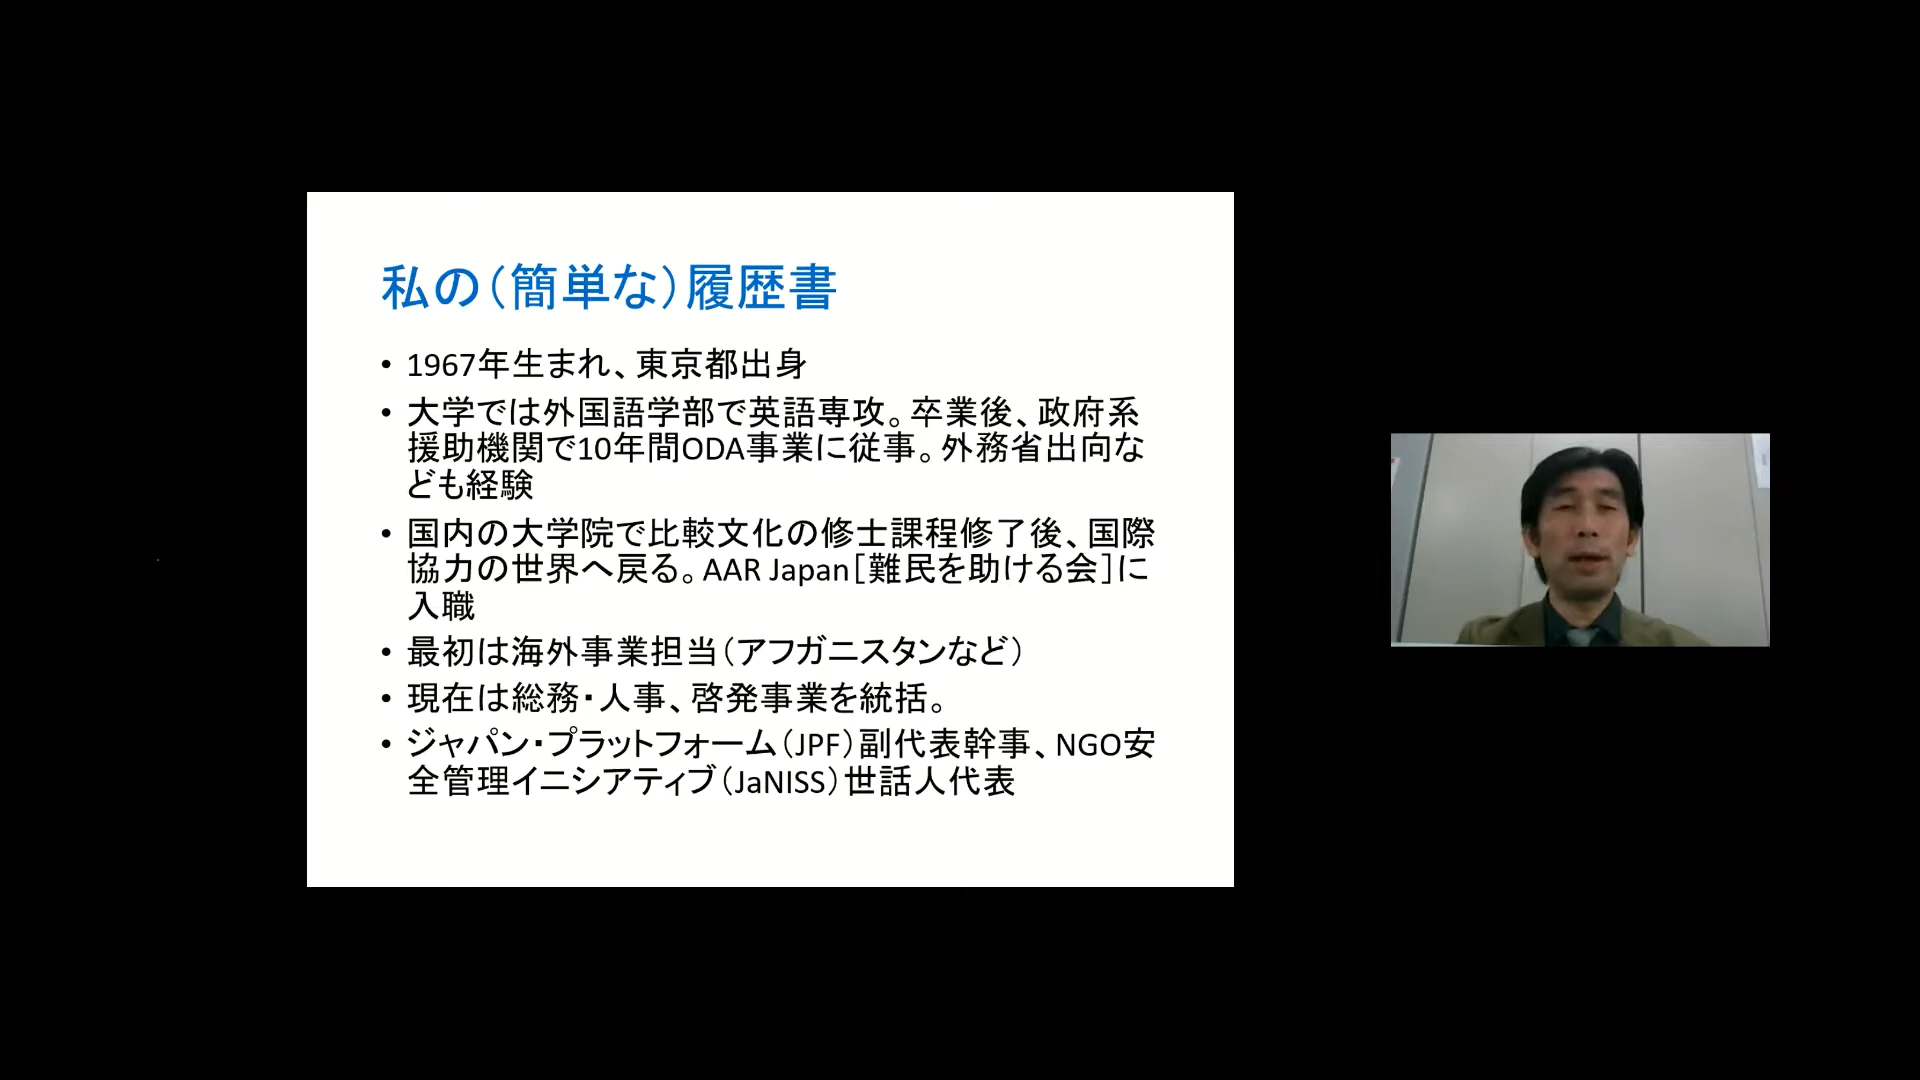 私の（簡単な）履歴書
• 1967年生まれ、東京都出身
• 大学では外国語学部で英語専攻。卒業後、政府系
援助機関で10年間ODA事業に従事。外務省出向な
ども経験
• 国内の大学院で比較文化の修士課程修了後、国際
協力の世界へ戻る。AAR Japan［難民を助ける会］に
入職
• 最初は海外事業担当（アフガニスタンなど）
• 現在は総務・人事、啓発事業を統括。
• ジャパン・プラットフォーム（JPF）副代表幹事、NGO安
全管理イニシアティブ（JaNISS）世話人代表